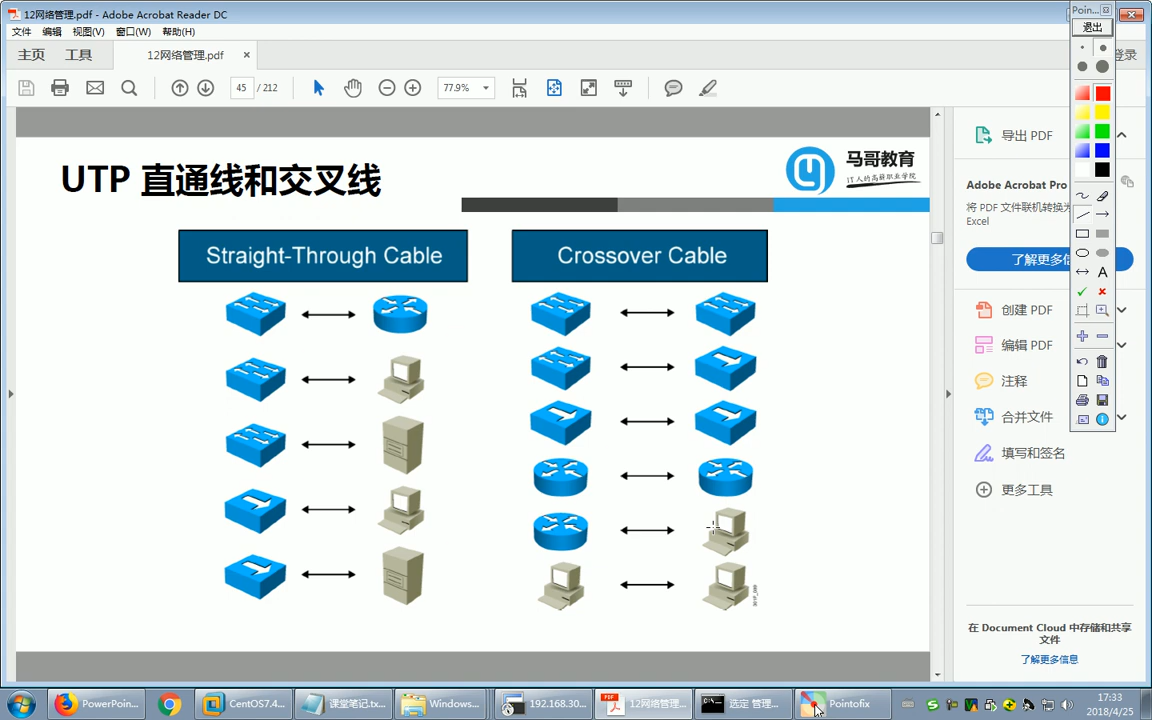 12网络管理.pdf - Adobe Acrobat Reader DC
Poin...
文件 编辑 视图(V) 窗口(W) 帮助(H)
退出
主页 工具 12网络管理.pdf × 登录
45 / 212 77.9%
UTP 直通线和交叉线
马哥教育
IT人的高薪职业学院
Straight-Through Cable
Crossover Cable
导出 PDF
Adobe Acrobat Pro
将 PDF 文件联机转换为
Excel
了解更多信
创建 PDF
编辑 PDF
注释
合并文件
填写和签名
更多工具
在 Document Cloud 中存储和共享
文件
了解更多信息
A
PowerPoin... CentOS7.4... 课堂笔记.tx... Windows... 192.168.30... 12网络管理... 选定 管理... Pointofix
17:33
2018/4/25